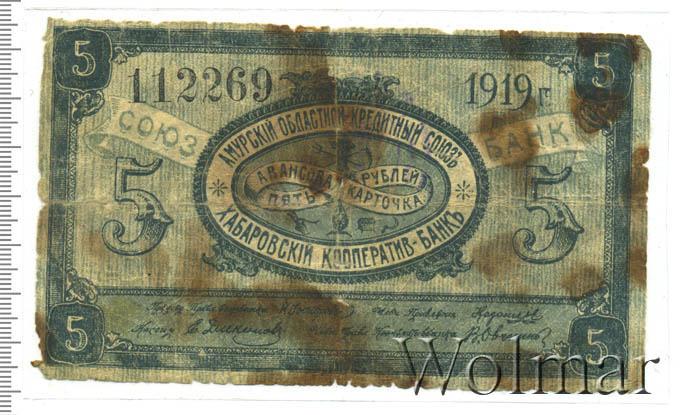 5 5
112269 1919 г.
СОЮЗ БАНК
АМУРСКІЙ ОБЛАСТНОЙ КРЕДИТНЫЙ СОЮЗЪ
АВАНСОВАЯ РУБЛЕЙ
ПЯТЬ КАРТОЧКА
5 5
ХАБАРОВСКІЙ КООПЕРАТИВ-БАНКЪ
5 5
Wolmar